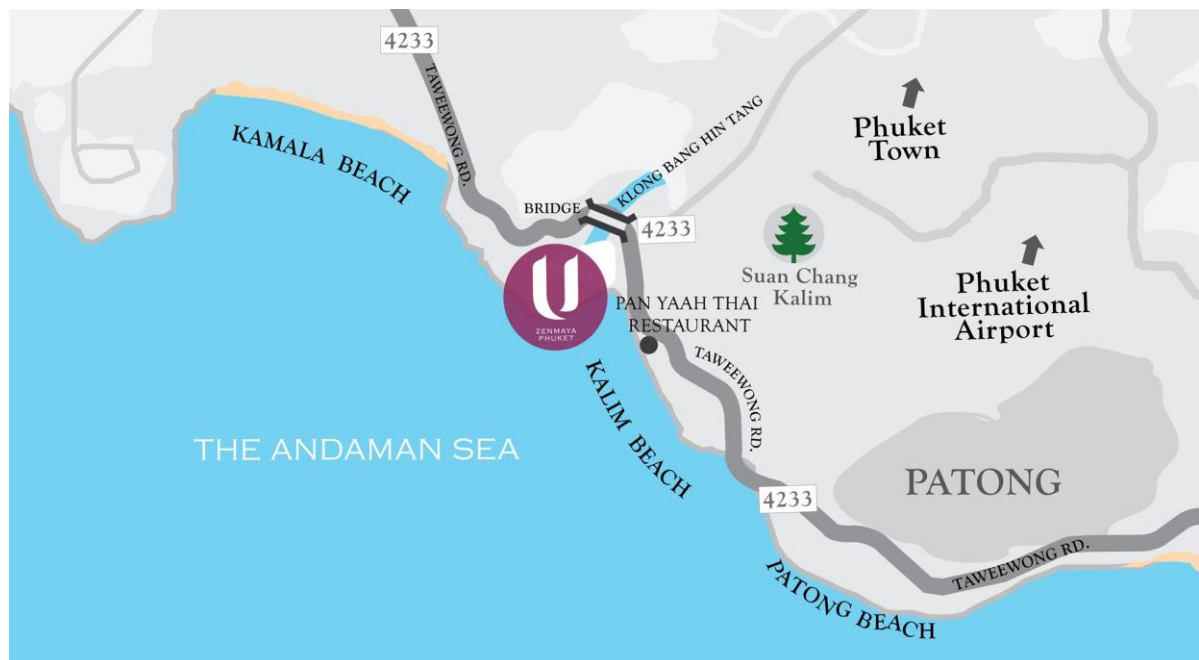 4233
TAWEEWONG RD.
KAMALA BEACH
BRIDGE
KLONG BANG HIN TANG
4233
Phuket
Town
Suan Chang
Kalim
Phuket
International
Airport
U
ZENMAYA
PHUKET
PAN YAAH THAI
RESTAURANT
TAWEEWONG RD.
KALIM BEACH
THE ANDAMAN SEA
PATONG
4233
TAWEEWONG RD.
PATONG BEACH